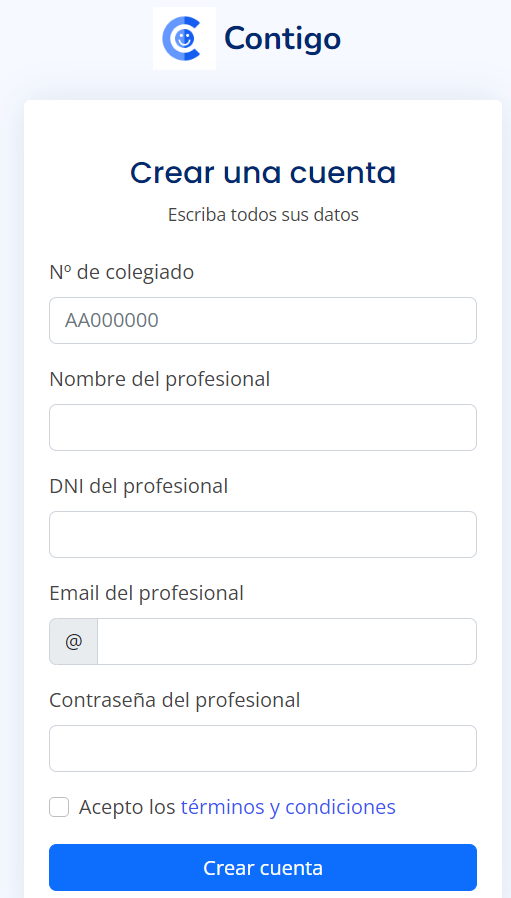 Contigo
Crear una cuenta
Escriba todos sus datos
Nº de colegiado
AA000000
Nombre del profesional
DNI del profesional
Email del profesional
@
Contraseña del profesional
Acepto los términos y condiciones
Crear cuenta